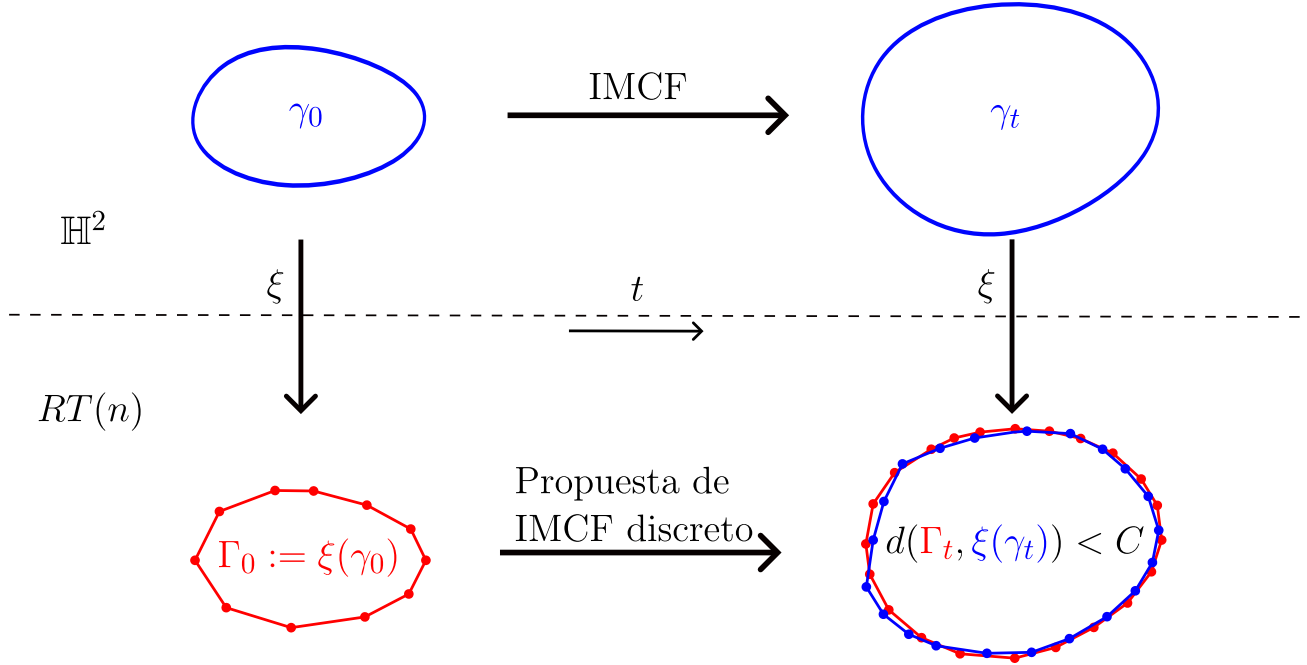 IMCF
γ₀
γₜ
ℍ²
ξ
t
ξ
RT(n)
Propuesta de
IMCF discreto
Γ₀ := ξ(γ₀)
d(Γₜ, ξ(γₜ)) < C